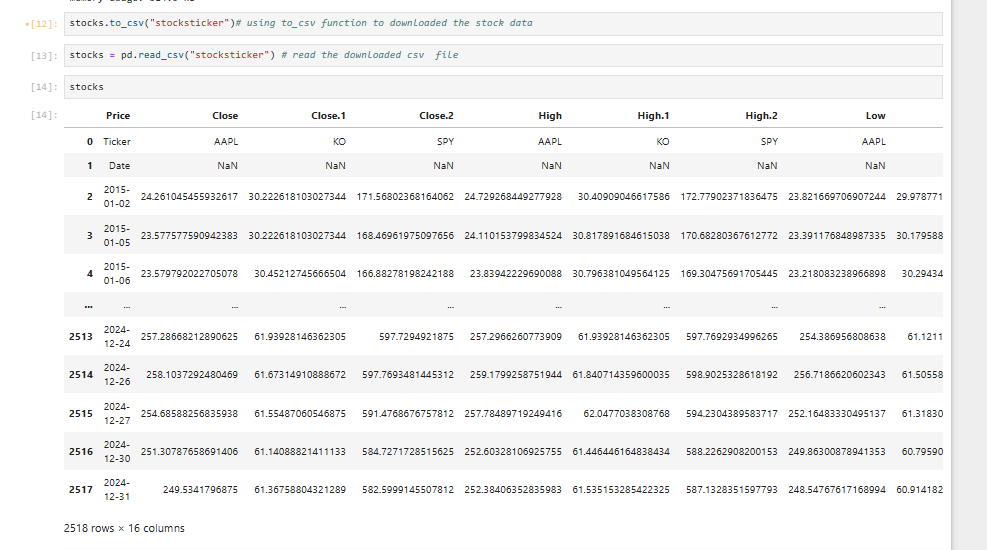 [12]: stocks.to_csv("stocksticker")# using to_csv function to downloaded the stock data
[13]: stocks = pd.read_csv("stocksticker") # read the downloaded csv  file
[14]: stocks
[14]: Price Close Close.1 Close.2 High High.1 High.2 Low
0 Ticker AAPL KO SPY AAPL KO SPY AAPL
1 Date NaN NaN NaN NaN NaN NaN NaN
2 2015-01-02 24.261045455932617 30.222618103027344 171.56802368164062 24.729268449277928 30.40909046617586 172.77902371836475 23.821669706907244 29.978771
3 2015-01-05 23.577577590942383 30.222618103027344 168.46961975097656 24.110153799834524 30.817891684615038 170.68280367612772 23.391176848987335 30.179588
4 2015-01-06 23.579792022705078 30.45212745666504 166.88278198242188 23.83942229690088 30.796381049564125 169.30475691705445 23.218083238966898 30.29434
... ... ... ... ... ... ... ... ...
2513 2024-12-24 257.28668212890625 61.93928146362305 597.7294921875 257.2966260773909 61.93928146362305 597.7692934996265 254.386956808638 61.1211
2514 2024-12-26 258.1037292480469 61.67314910888672 597.7693481445312 259.1799258751944 61.840714359600035 598.9025328618192 256.7186620602343 61.50558
2515 2024-12-27 254.68588256835938 61.55487060546875 591.4768676757812 257.78489719249416 62.0477038308768 594.2304389583717 252.16483330495137 61.31830
2516 2024-12-30 251.30787658691406 61.14088821411133 584.7271728515625 252.60328106925755 61.446446164838434 588.2262908200153 249.86300878941353 60.79590
2517 2024-12-31 249.5341796875 61.36758804321289 582.5999145507812 252.38406352835983 61.535153285422325 587.1328351597793 248.54767617168994 60.914182
2518 rows × 16 columns